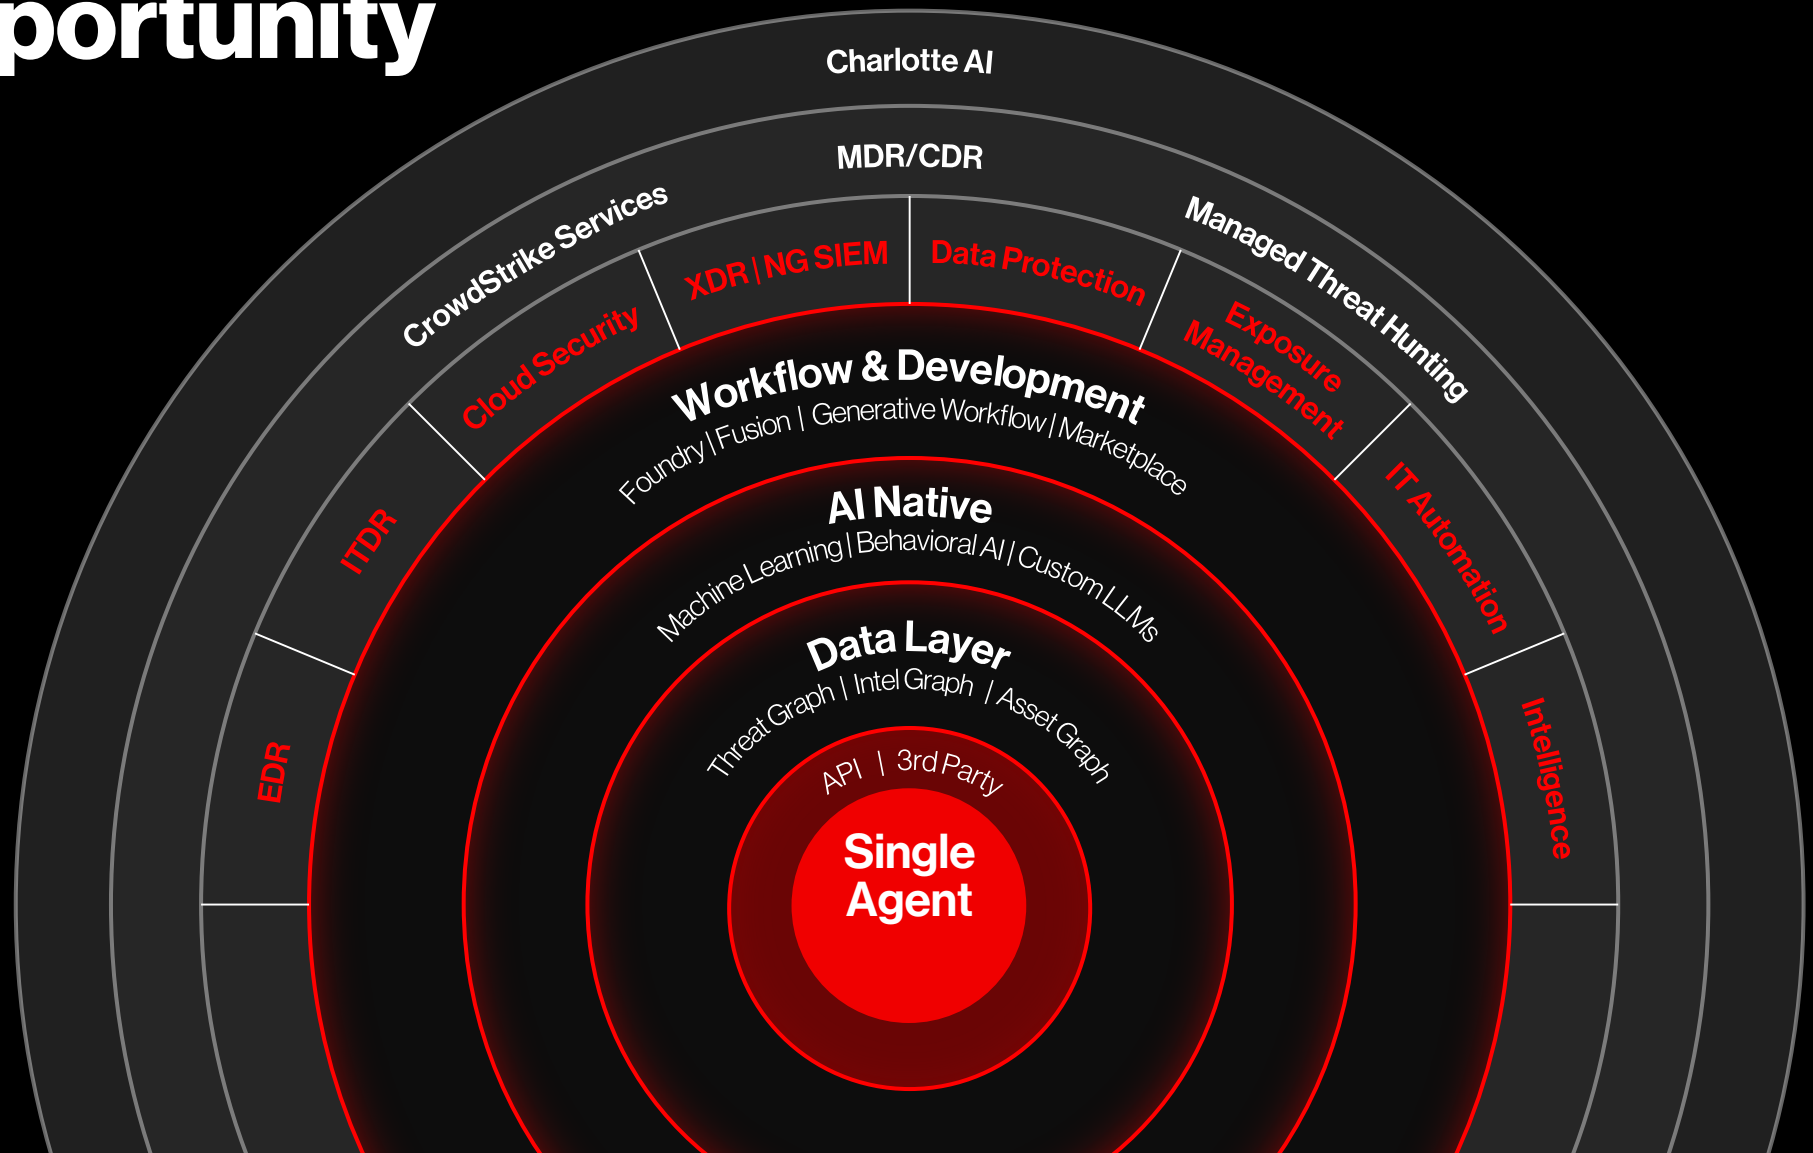 portunity
Charlotte AI
CrowdStrike Services
MDR/CDR
Managed Threat Hunting
EDR
ITDR
Cloud Security
XDR | NG SIEM
Data Protection
Exposure
Management
IT Automation
Intelligence
Workflow & Development
Foundry | Fusion | Generative Workflow | Marketplace
AI Native
Machine Learning | Behavioral AI | Custom LLMs
Data Layer
Threat Graph | Intel Graph | Asset Graph
API | 3rd Party
Single
Agent